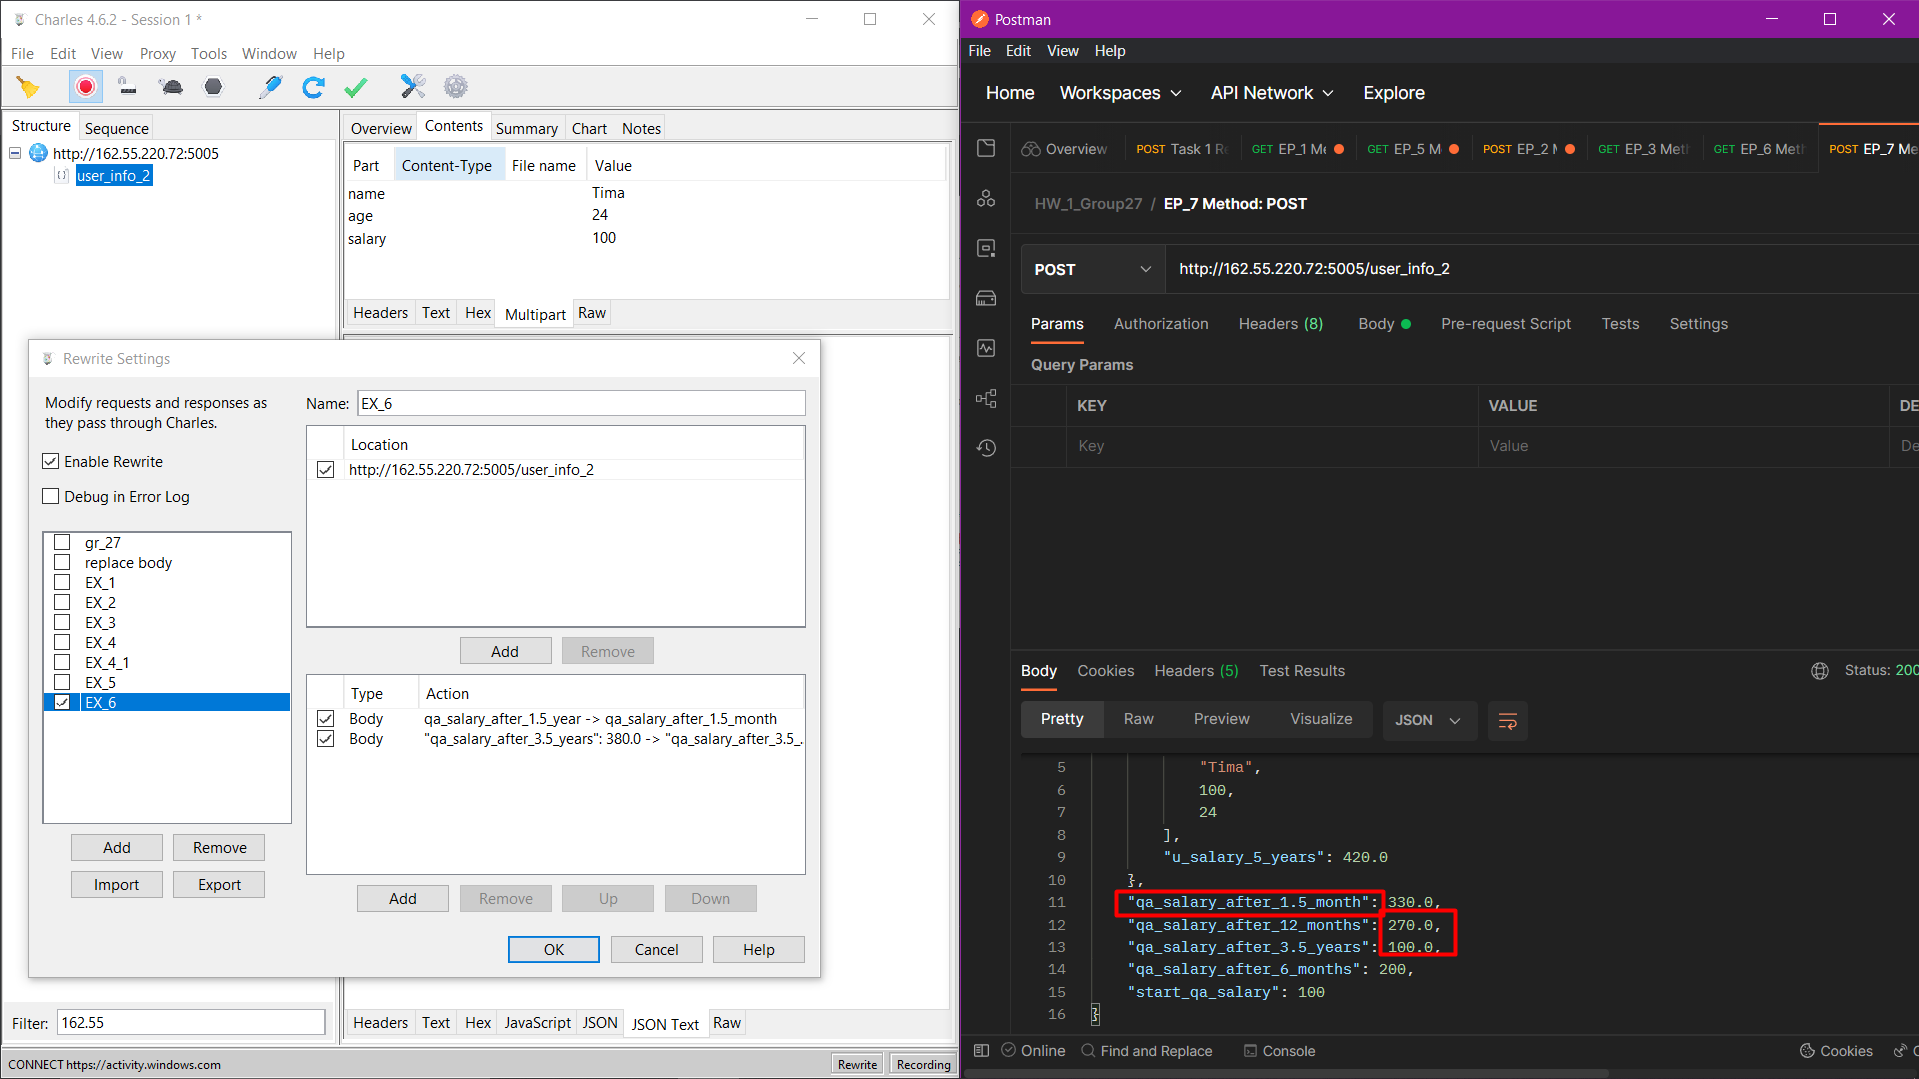 Charles 4.6.2 - Session 1 *
File Edit View Proxy Tools Window Help
Structure Sequence
http://162.55.220.72:5005
user_info_2
Overview Contents Summary Chart Notes
Part Content-Type File name Value
name Tima
age 24
salary 100
Headers Text Hex Multipart Raw
Rewrite Settings
Modify requests and responses as
they pass through Charles.
Enable Rewrite
Debug in Error Log
gr_27
replace body
EX_1
EX_2
EX_3
EX_4
EX_4_1
EX_5
EX_6
Add Remove
Import Export
Name: EX_6
Location
http://162.55.220.72:5005/user_info_2
Add Remove
Type Action
Body qa_salary_after_1.5_year -> qa_salary_after_1.5_month
Body "qa_salary_after_3.5_years": 380.0 -> "qa_salary_after_3.5_...
Add Remove Up Down
OK Cancel Help
Filter: 162.55
Headers Text Hex JavaScript JSON JSON Text Raw
CONNECT https://activity.windows.com
Rewrite Recording
Postman
File Edit View Help
Home Workspaces API Network Explore
Overview POST Task 1 Re GET EP_1 Me GET EP_5 M POST EP_2 M GET EP_3 Meth GET EP_6 Meth POST EP_7 Me
HW_1_Group27 / EP_7 Method: POST
POST http://162.55.220.72:5005/user_info_2
Params Authorization Headers (8) Body Pre-request Script Tests Settings
Query Params
KEY VALUE DE
Key Value De
Body Cookies Headers (5) Test Results Status: 200
Pretty Raw Preview Visualize JSON
5 "Tima",
6 100,
7 24
8 ],
9 "u_salary_5_years": 420.0
10 },
11 "qa_salary_after_1.5_month": 330.0,
12 "qa_salary_after_12_months": 270.0,
13 "qa_salary_after_3.5_years": 100.0,
14 "qa_salary_after_6_months": 200,
15 "start_qa_salary": 100
16 }
Online Find and Replace Console Cookies